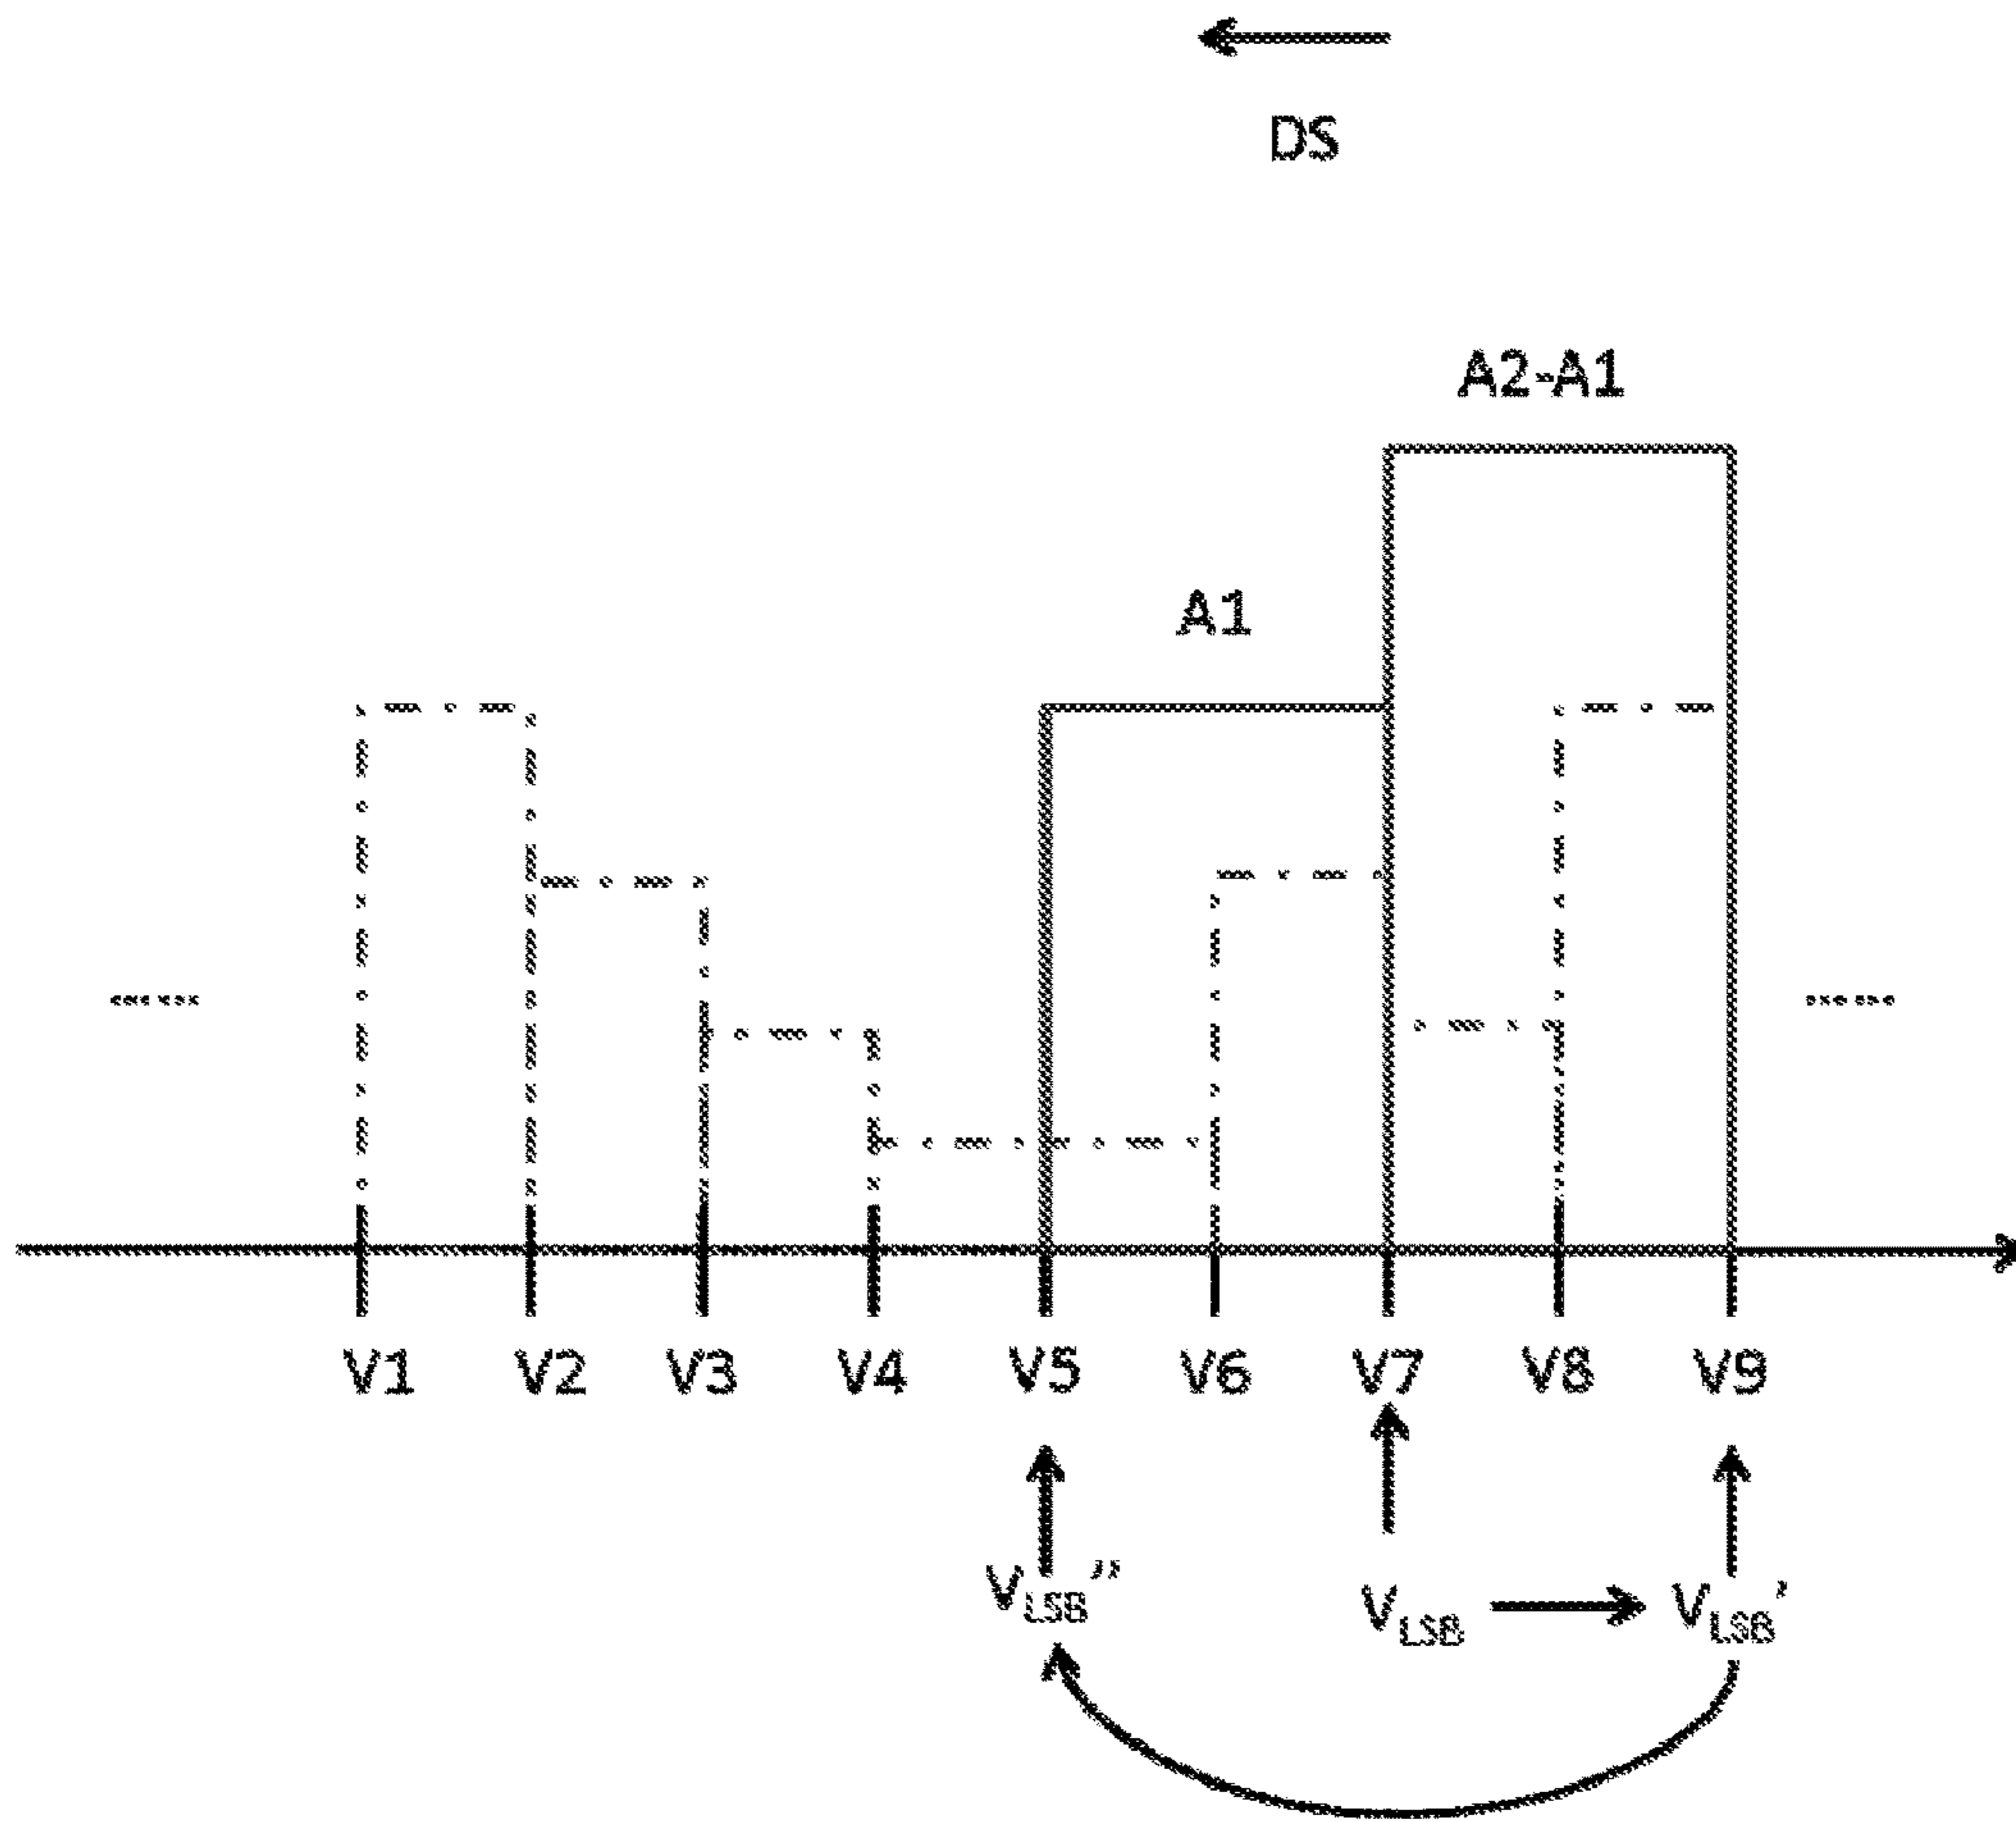 DS
A2-A1
A1
V1 V2 V3 V4 V5 V6 V7 V8 V9
VLSB" VLSB VLSB'